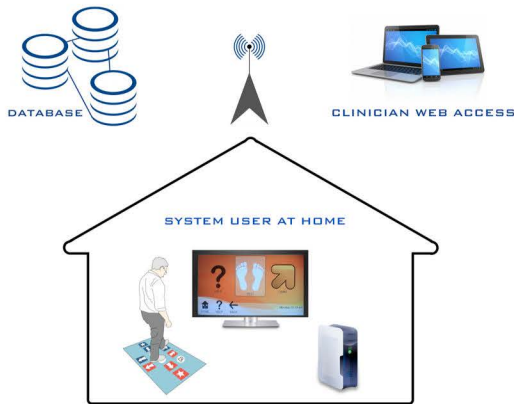 DATABASE
CLINICIAN WEB ACCESS
SYSTEM USER AT HOME
?
?